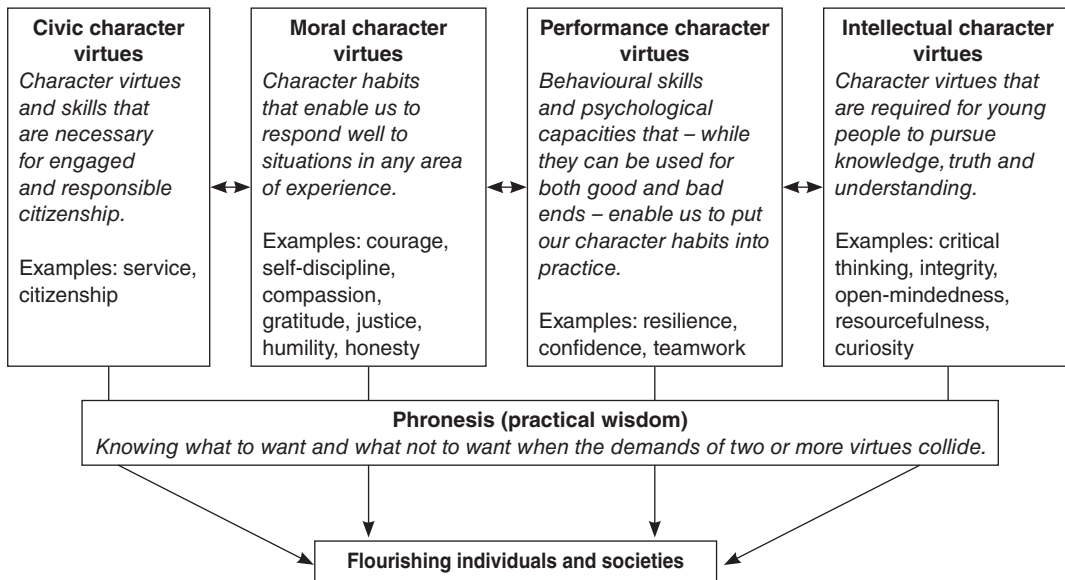 Civic character
virtues
Character virtues
and skills that
are necessary
for engaged
and responsible
citizenship.
Examples: service,
citizenship
Moral character
virtues
Character habits
that enable us to
respond well to
situations in any area
of experience.
Examples: courage,
self-discipline,
compassion,
gratitude, justice,
humility, honesty
Performance character
virtues
Behavioural skills
and psychological
capacities that – while
they can be used for
both good and bad
ends – enable us to put
our character habits into
practice.
Examples: resilience,
confidence, teamwork
Intellectual character
virtues
Character virtues that
are required for young
people to pursue
knowledge, truth and
understanding.
Examples: critical
thinking, integrity,
open-mindedness,
resourcefulness,
curiosity
Phronesis (practical wisdom)
Knowing what to want and what not to want when the demands of two or more virtues collide.
Flourishing individuals and societies